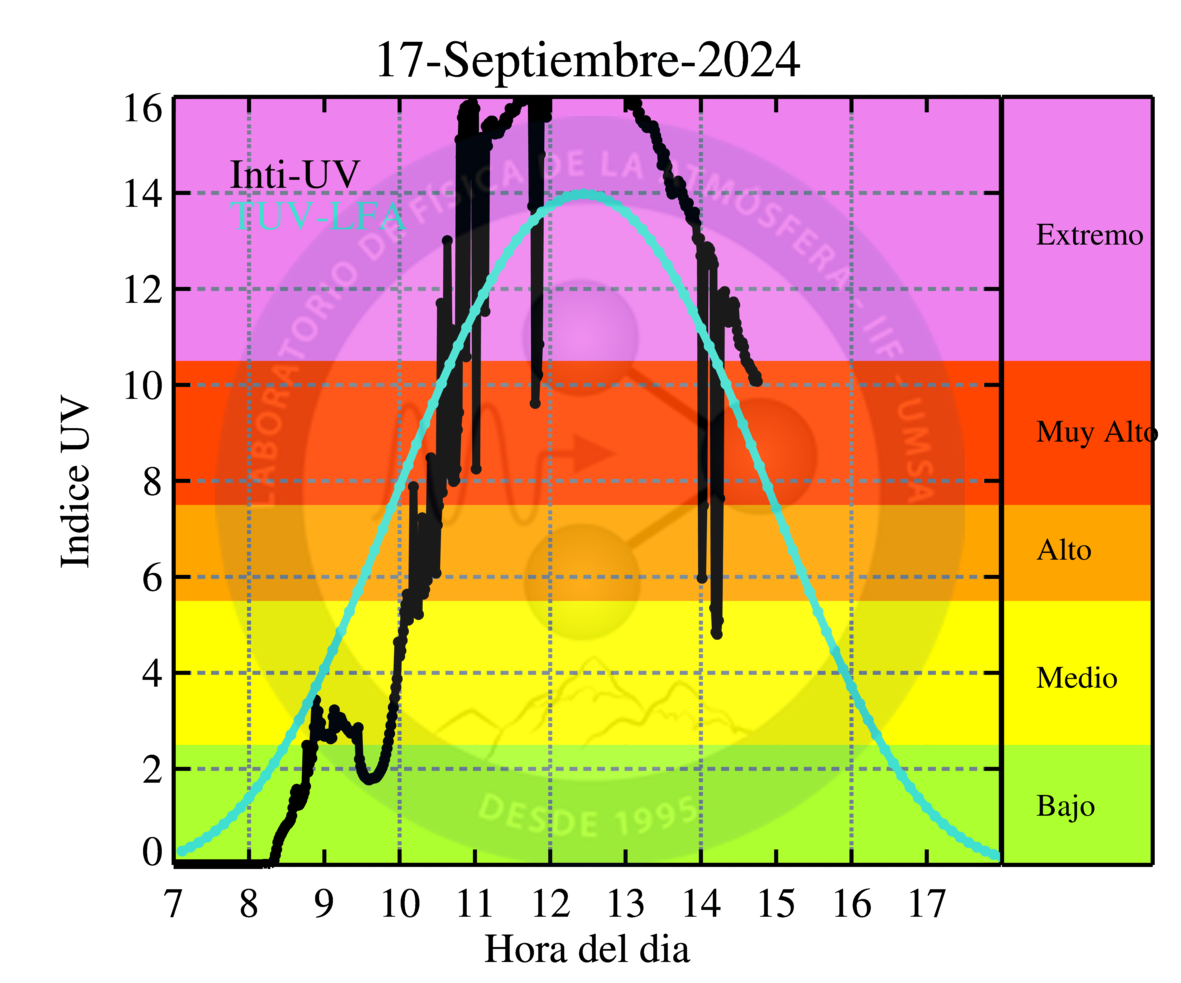 17-Septiembre-2024
16
14
12
10
8
6
4
2
0
Indice UV
Inti-UV
TUV-LFA
LABORATORIO DE FÍSICA DE LA ATMÓSFERA - IIF - UMSA
DESDE 1995
Extremo
Muy Alto
Alto
Medio
Bajo
7 8 9 10 11 12 13 14 15 16 17
Hora del dia